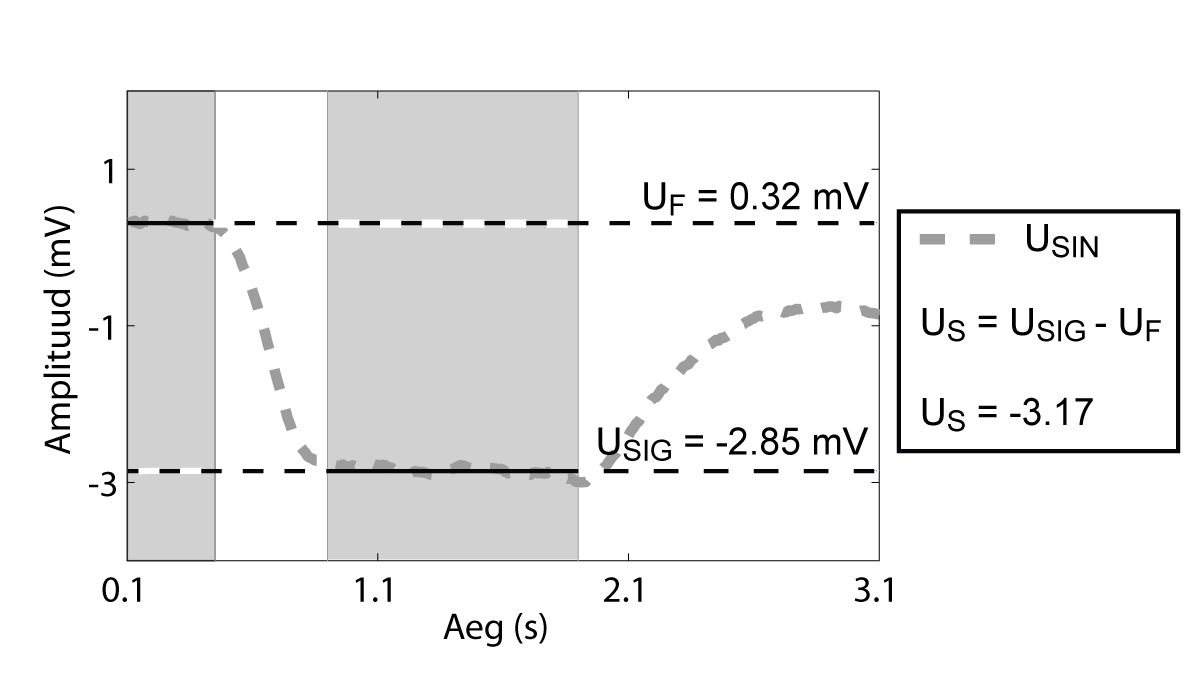 Amplituud (mV)
1
-1
-3
0.1
1.1
2.1
3.1
Aeg (s)
UF = 0.32 mV
USIG = -2.85 mV
USIN
US = USIG - UF
US = -3.17